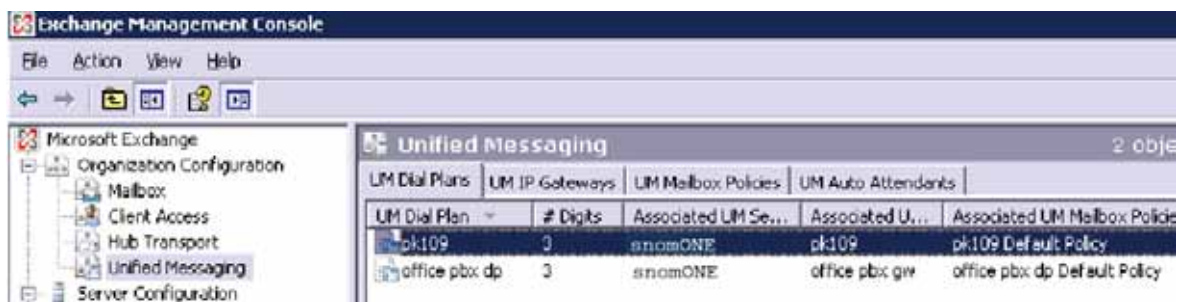 Exchange Management Console
File Action View Help
Microsoft Exchange
Organization Configuration
Mailbox
Client Access
Hub Transport
Unified Messaging
Server Configuration
Unified Messaging 2 obje
UM Dial Plans UM IP Gateways UM Mailbox Policies UM Auto Attendants
UM Dial Plan # Digits Associated UM Se... Associated U... Associated UM Mailbox Policie
pk109 3 snomONE pk109 pk109 Default Policy
office pbx dp 3 snomONE office pbx gw office pbx dp Default Policy